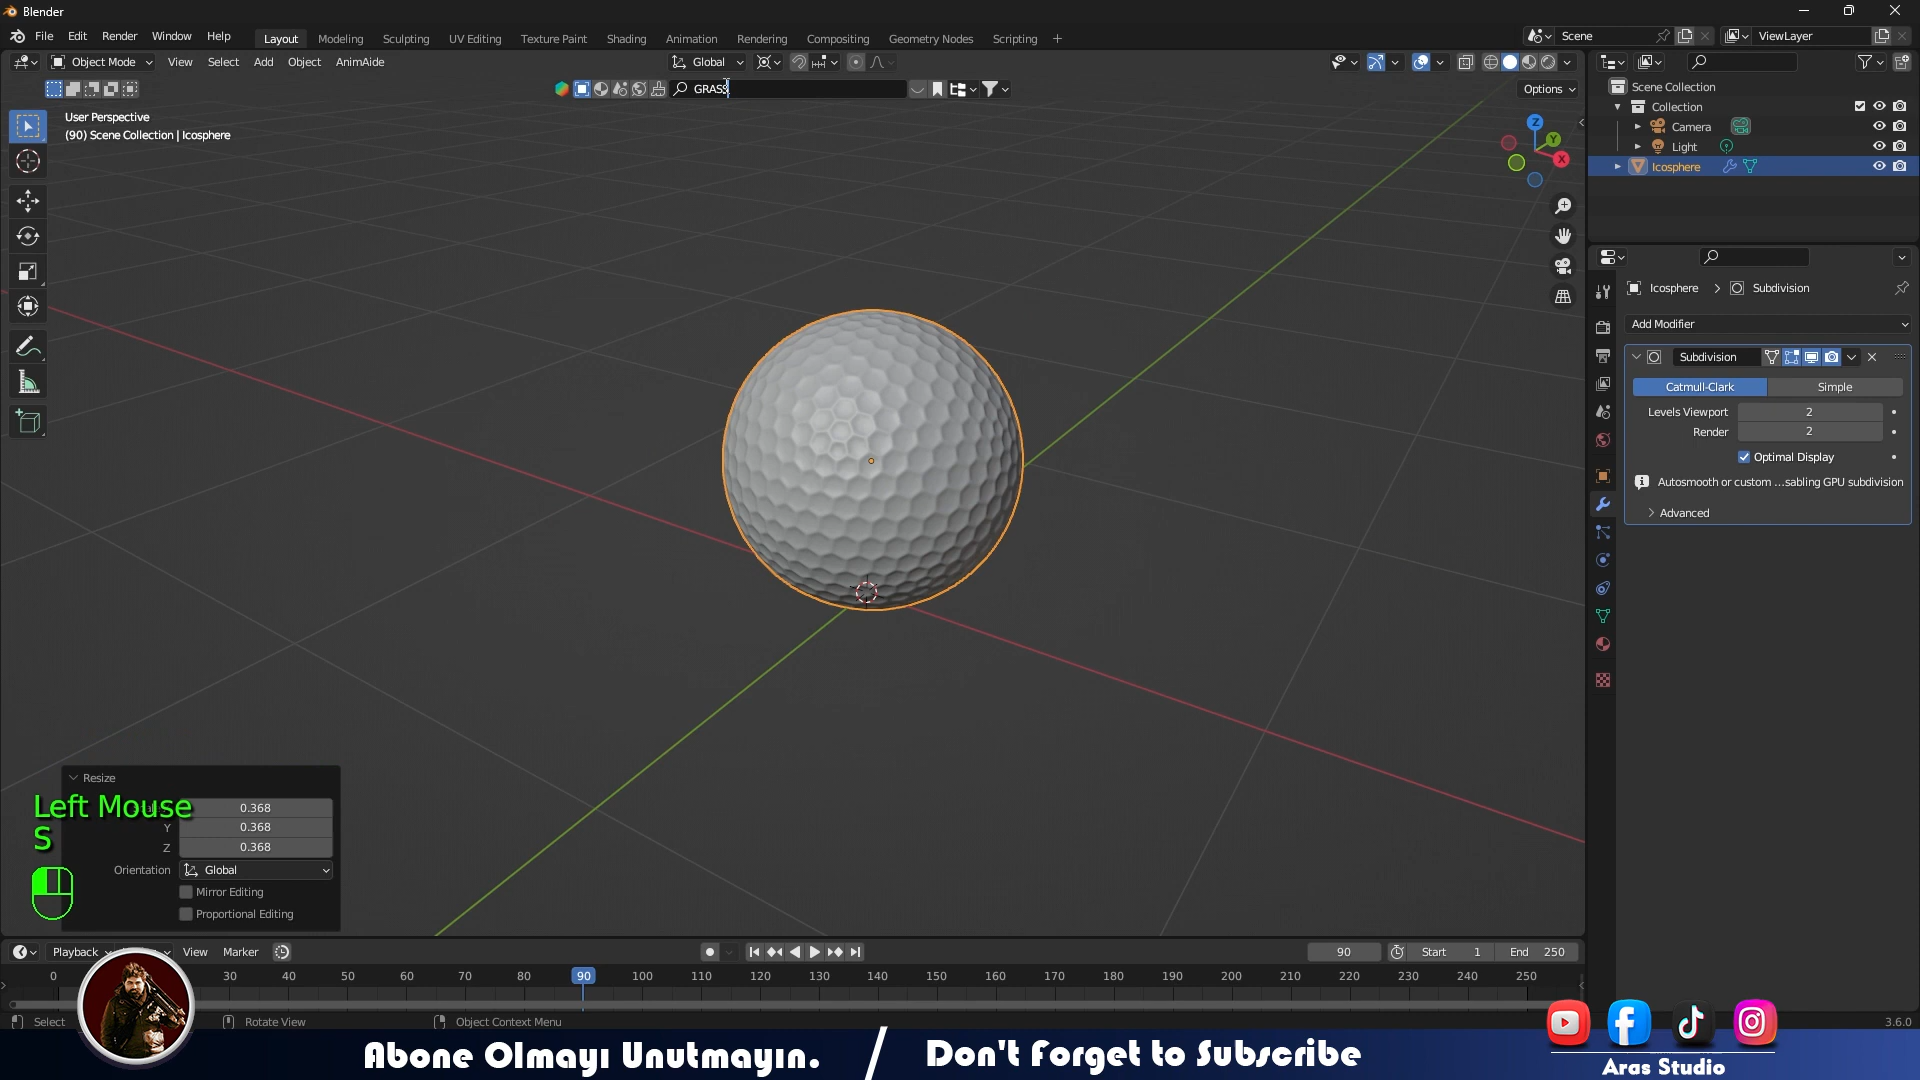 Blender
File Edit Render Window Help
Layout Modeling Sculpting UV Editing Texture Paint Shading Animation Rendering Compositing Geometry Nodes Scripting +
Scene
ViewLayer
Object Mode View Select Add Object AnimAide
Global
GRASS
Options
User Perspective
(90) Scene Collection | Icosphere
Z
Y
X
Scene Collection
Collection
Camera
Light
Icosphere
Icosphere > Subdivision
Add Modifier
Subdivision
Catmull-Clark Simple
Levels Viewport 2
Render 2
Optimal Display
Autosmooth or custom ...sabling GPU subdivision
Advanced
Resize
Left Mouse
S
0.368
Y 0.368
Z 0.368
Orientation Global
Mirror Editing
Proportional Editing
Playback View Marker
90 Start 1 End 250
0 30 40 50 60 70 80 90 100 110 120 130 140 150 160 170 180 190 200 210 220 230 240 250
Select Rotate View Object Context Menu
3.6.0
Abone Olmayı Unutmayın. / Don't Forget to Subscribe
Aras Studio